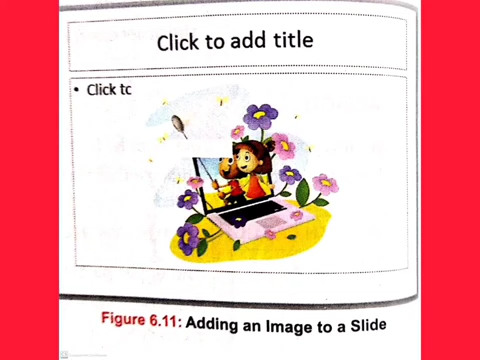 Click to add title
• Click tc
Figure 6.11: Adding an Image to a Slide